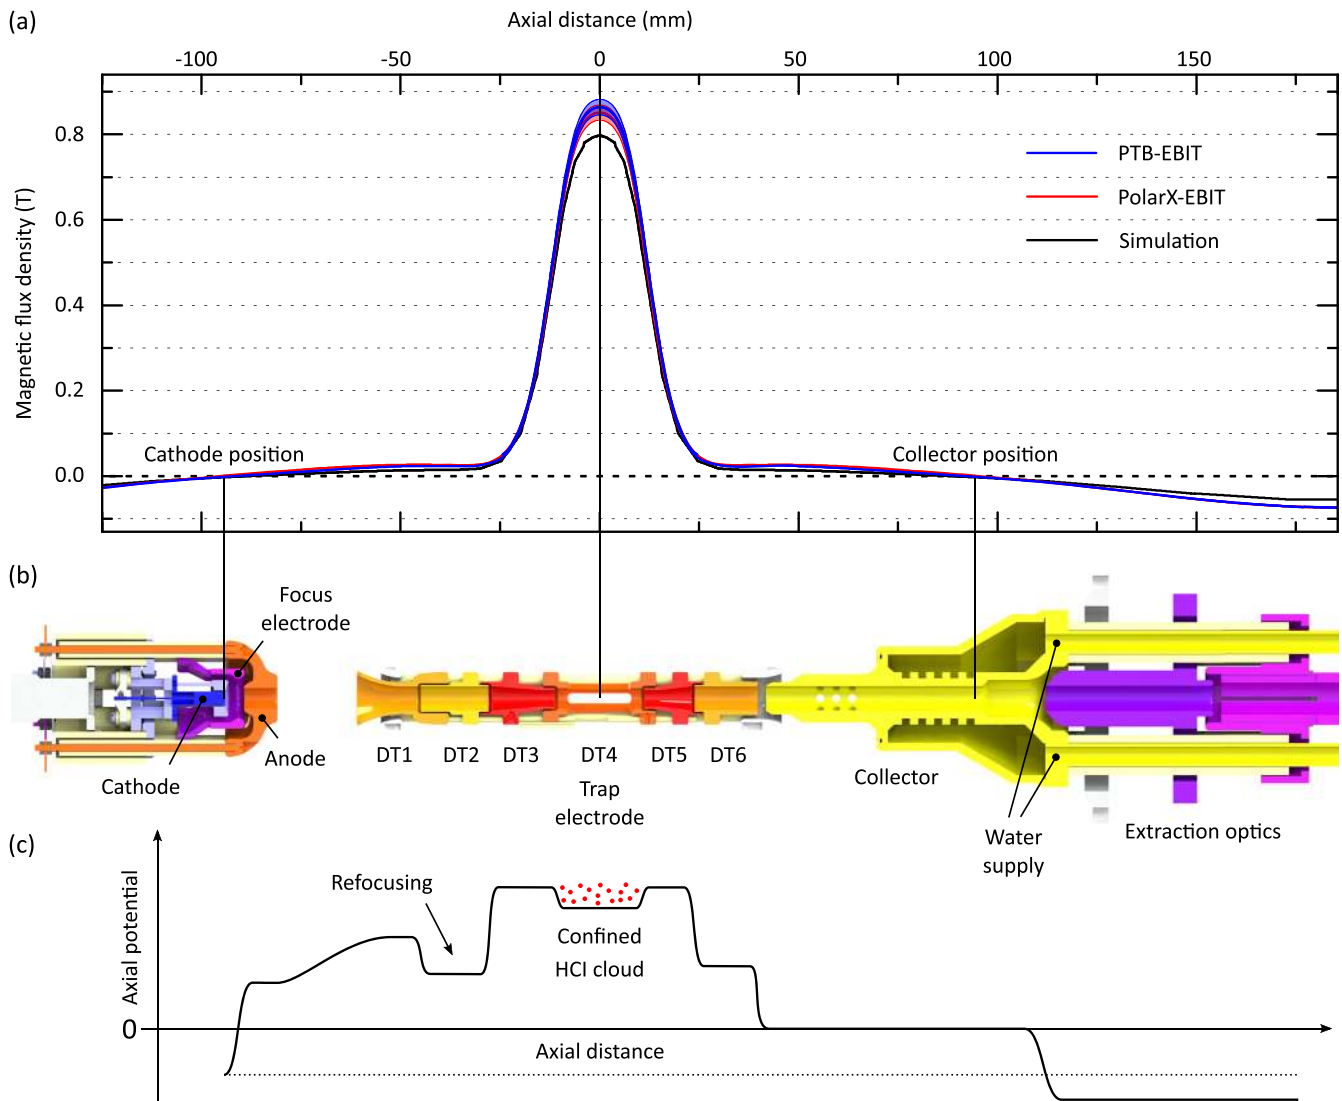 (a)
Axial distance (mm)
-100 -50 0 50 100 150
Magnetic flux density (T)
0.8
0.6
0.4
0.2
0.0
PTB-EBIT
PolarX-EBIT
Simulation
Cathode position
Collector position
(b)
Focus
electrode
Cathode
Anode
DT1 DT2 DT3 DT4 DT5 DT6
Trap
electrode
Collector
Water
supply
Extraction optics
(c)
Axial potential
Refocusing
Confined
HCI cloud
0
Axial distance